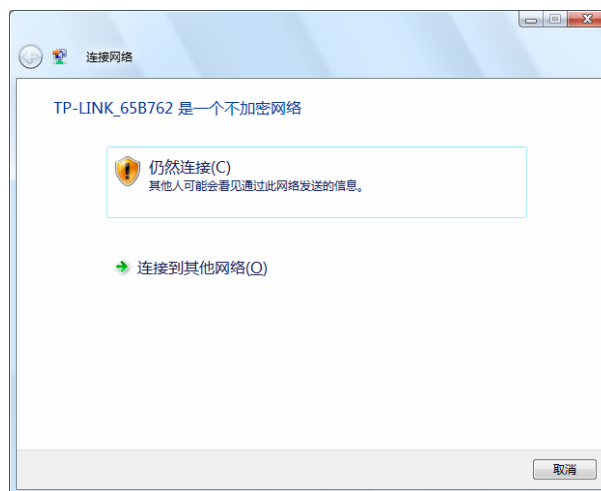 连接网络
TP-LINK_65B762 是一个不加密网络
仍然连接(C)
其他人可能会看见通过此网络发送的信息。
连接到其他网络(O)
取消